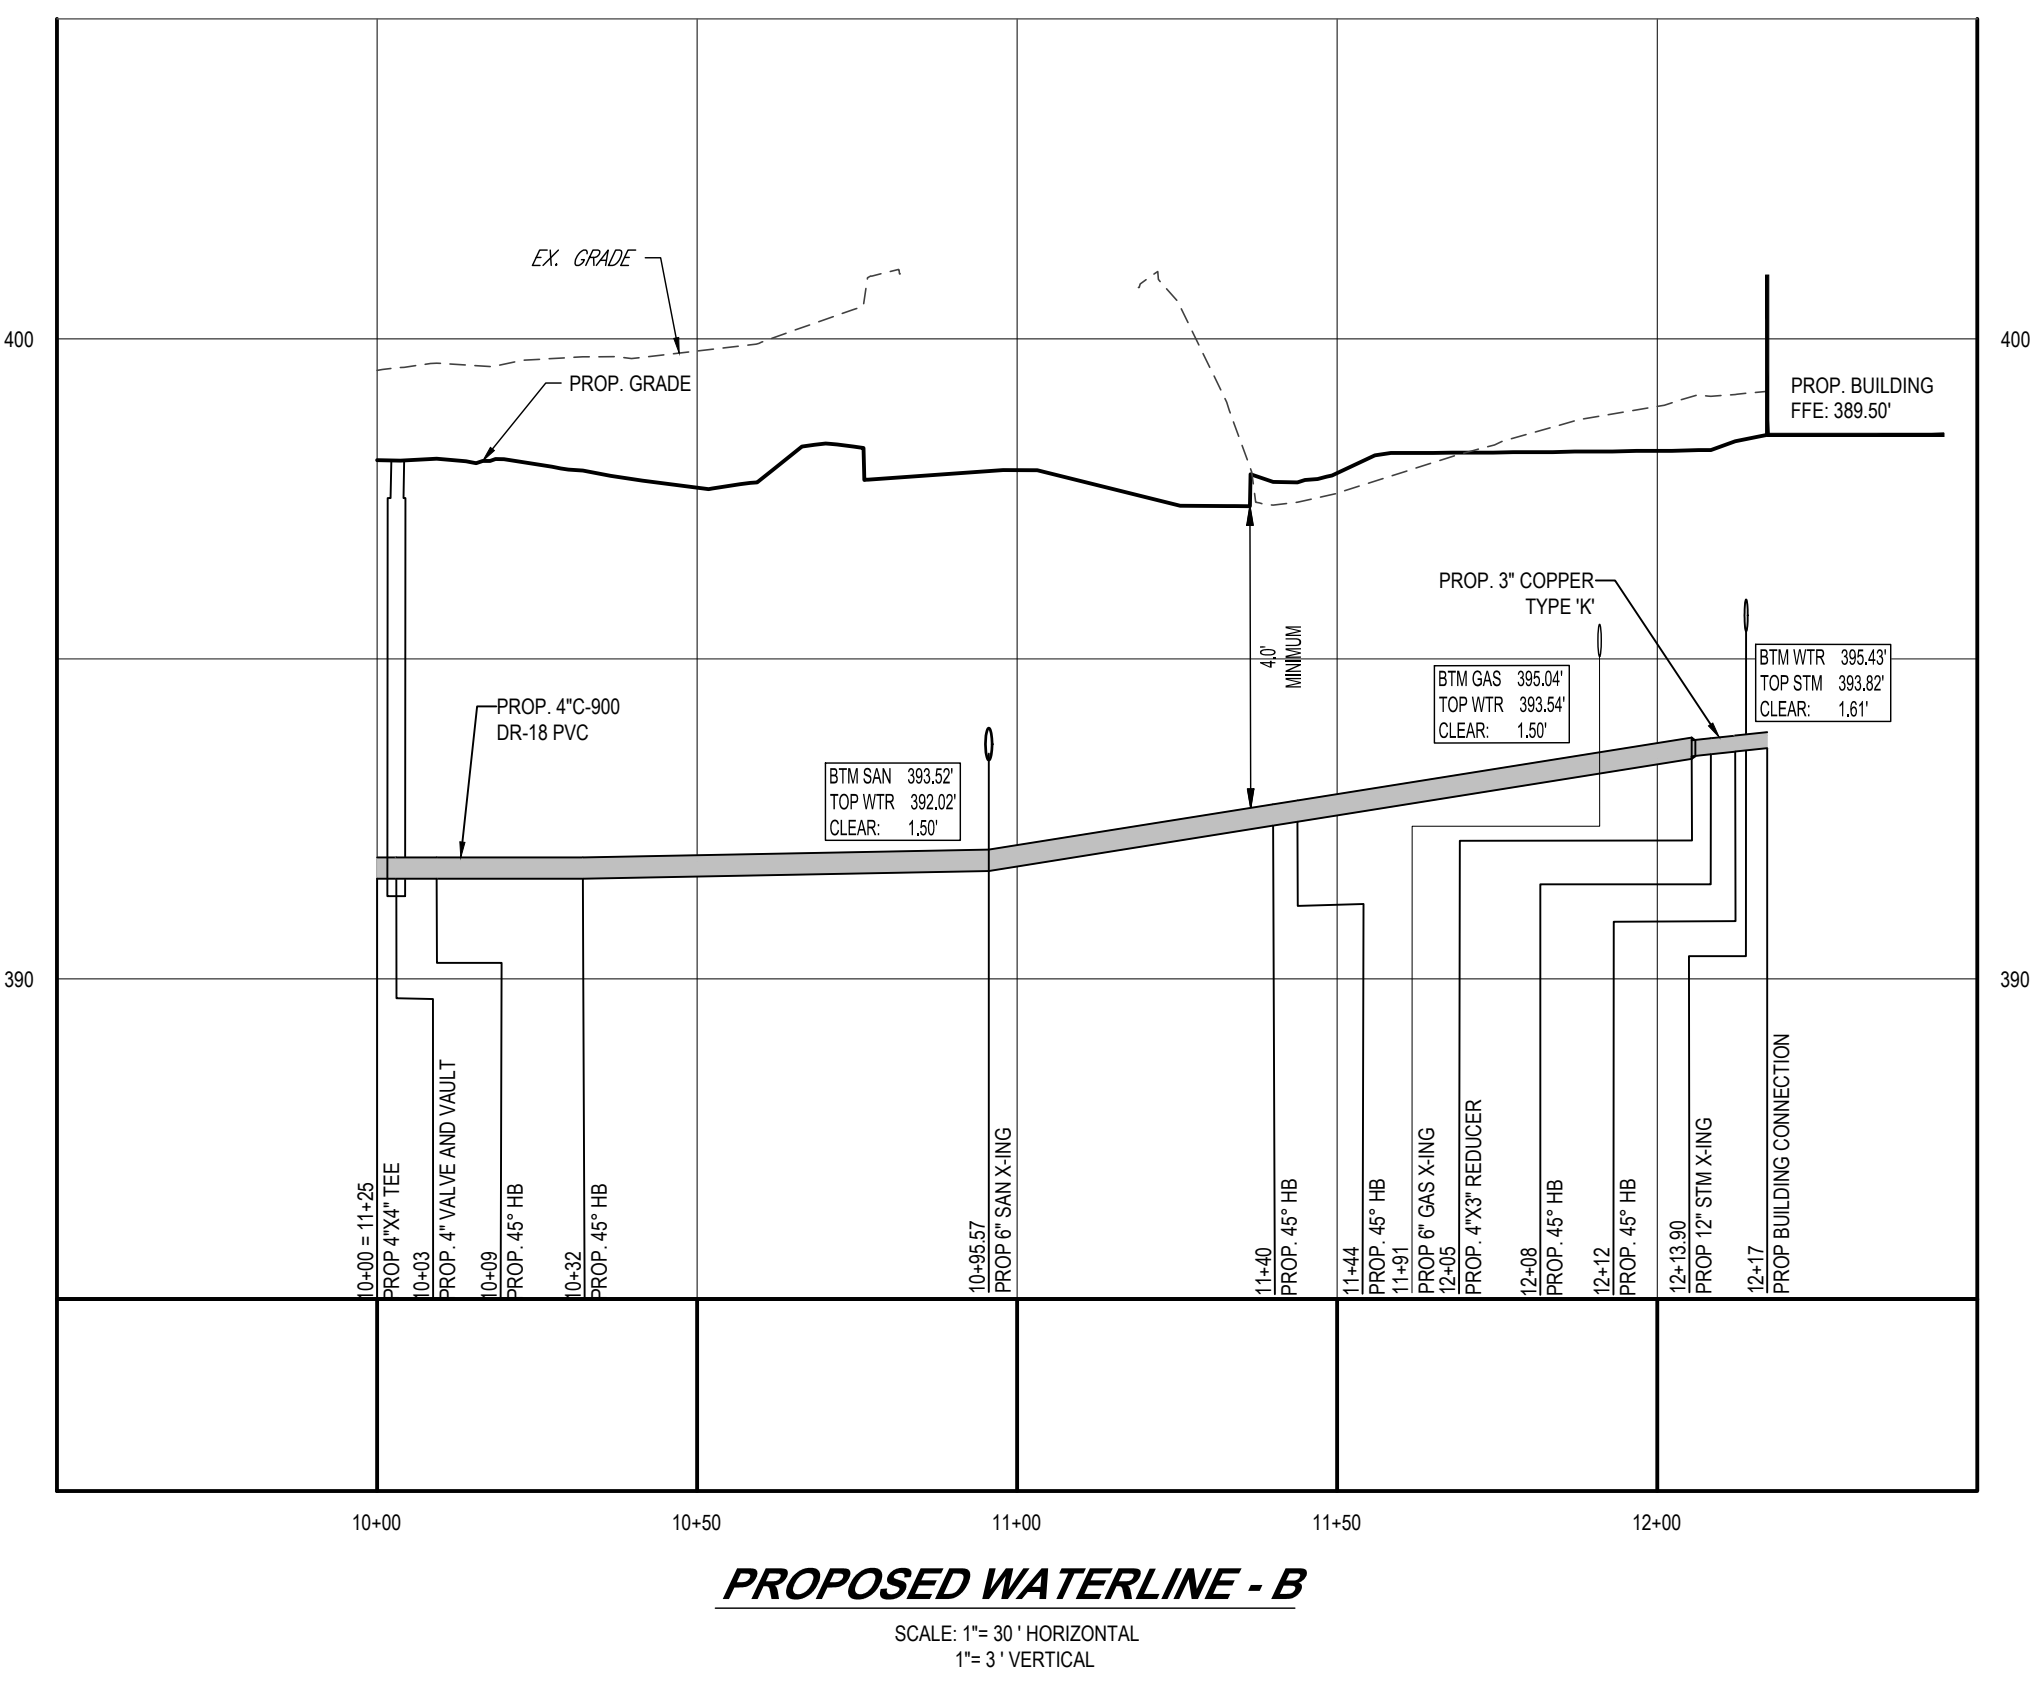 EX. GRADE
400
400
PROP. GRADE
PROP. BUILDING
FFE: 389.50'
PROP. 3" COPPER
TYPE 'K'
4.0'
MINIMUM
BTM WTR 395.43'
TOP STM 393.82'
CLEAR: 1.61'
BTM GAS 395.04'
TOP WTR 393.54'
CLEAR: 1.50'
PROP. 4"C-900
DR-18 PVC
BTM SAN 393.52'
TOP WTR 392.02'
CLEAR: 1.50'
390
390
10+00 = 11+25
PROP 4"X4" TEE
10+03
PROP. 4" VALVE AND VAULT
10+09
PROP. 45° HB
10+32
PROP. 45° HB
10+95.57
PROP 6" SAN X-ING
11+40
PROP. 45° HB
11+44
PROP. 45° HB
11+91
PROP 6" GAS X-ING
12+05
PROP. 4"X3" REDUCER
12+08
PROP. 45° HB
12+12
PROP. 45° HB
12+13.90
PROP 12" STM X-ING
12+17
PROP BUILDING CONNECTION
10+00
10+50
11+00
11+50
12+00
PROPOSED WATERLINE - B
SCALE: 1"= 30 ' HORIZONTAL
1"= 3 ' VERTICAL